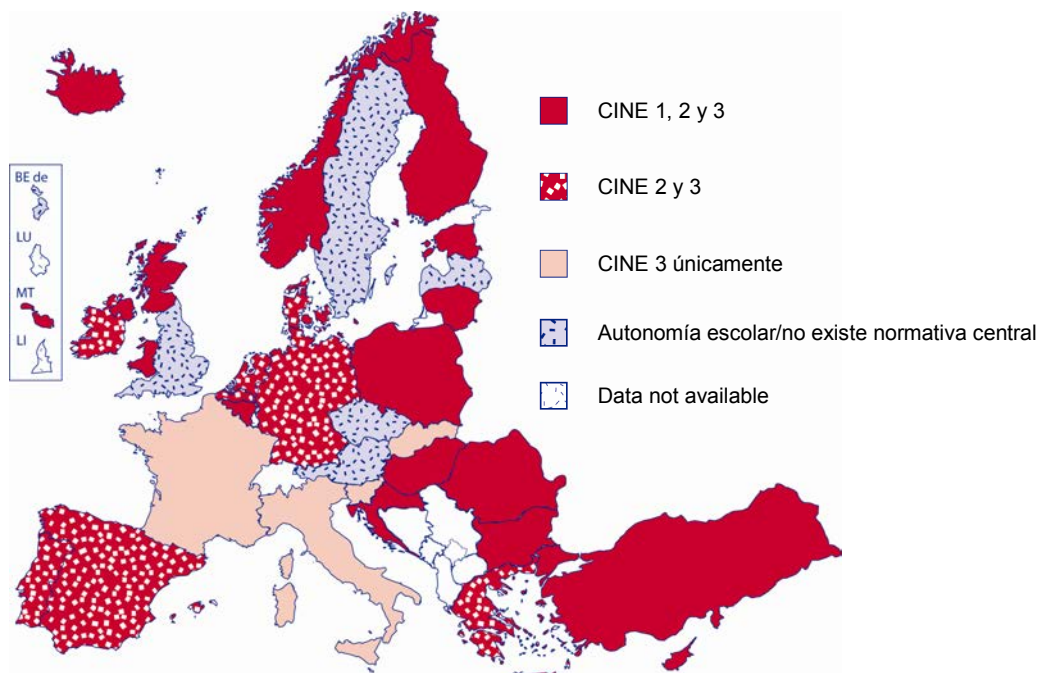 BE de
LU
MT
LI
CINE 1, 2 y 3
CINE 2 y 3
CINE 3 únicamente
Autonomía escolar/no existe normativa central
Data not available